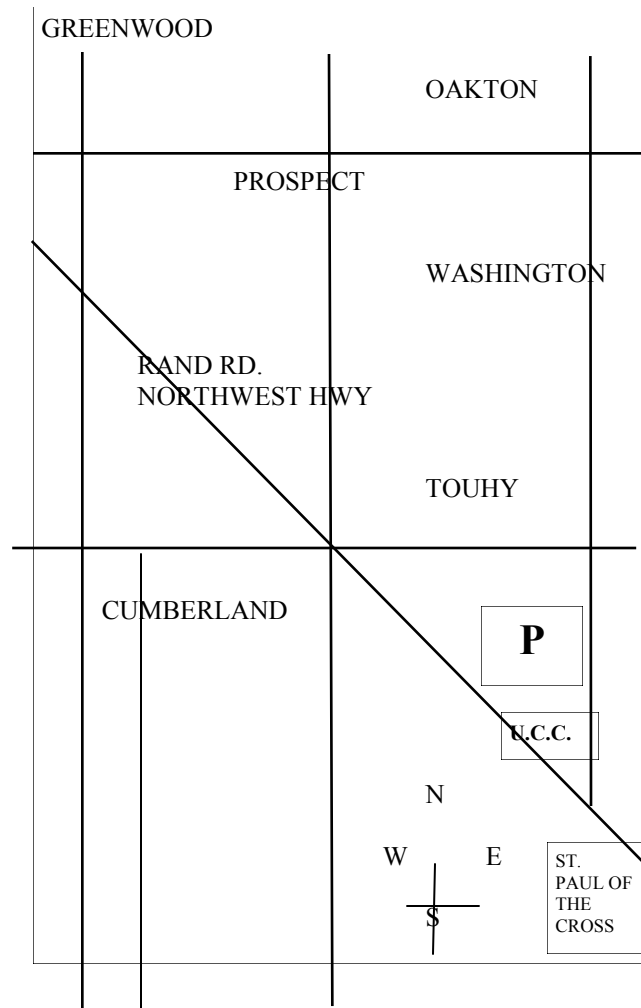 GREENWOOD
OAKTON
PROSPECT
WASHINGTON
RAND RD.
NORTHWEST HWY
TOUHY
CUMBERLAND
P
U.C.C.
N
W E
S
ST.
PAUL OF
THE
CROSS